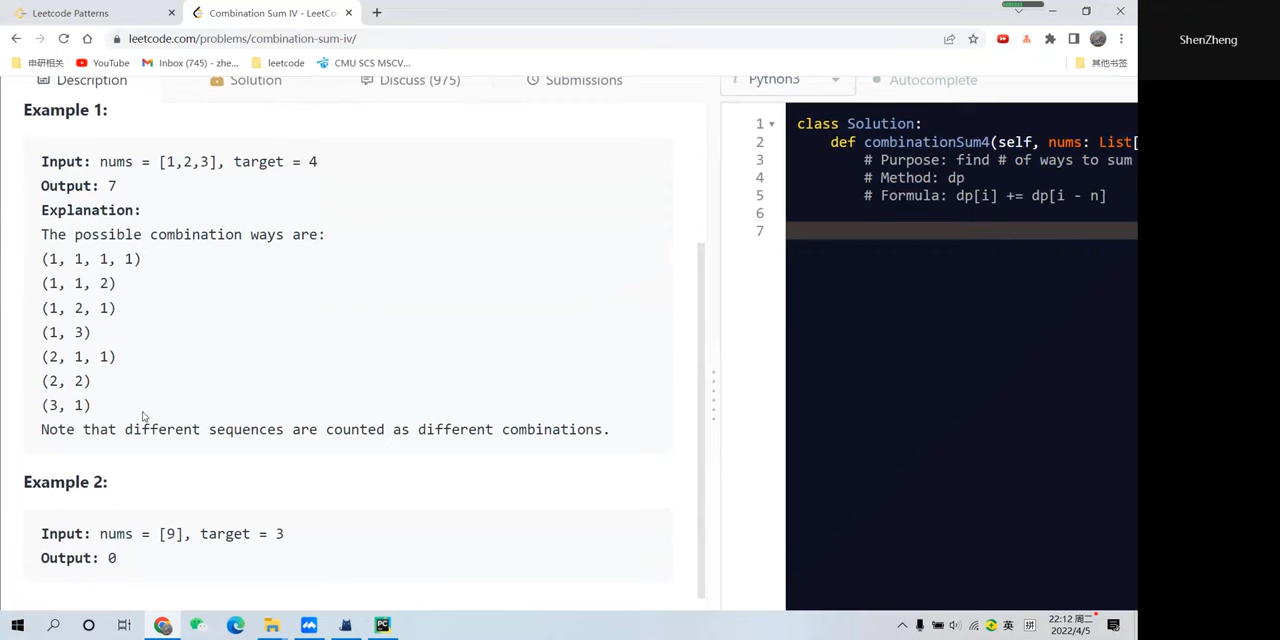 Leetcode Patterns
Combination Sum IV - LeetCo
leetcode.com/problems/combination-sum-iv/
申研相关
YouTube
Inbox (745) - zhe...
leetcode
CMU SCS MSCV...
其他书签
ShenZheng
Description
Solution
Discuss (975)
Submissions
Python3
Autocomplete
Example 1:
Input: nums = [1,2,3], target = 4
Output: 7
Explanation:
The possible combination ways are:
(1, 1, 1, 1)
(1, 1, 2)
(1, 2, 1)
(1, 3)
(2, 1, 1)
(2, 2)
(3, 1)
Note that different sequences are counted as different combinations.
Example 2:
Input: nums = [9], target = 3
Output: 0
1 class Solution:
2 def combinationSum4(self, nums: List[
3 # Purpose: find # of ways to sum
4 # Method: dp
5 # Formula: dp[i] += dp[i - n]
6
7
英
拼
22:12 周二
2022/4/5